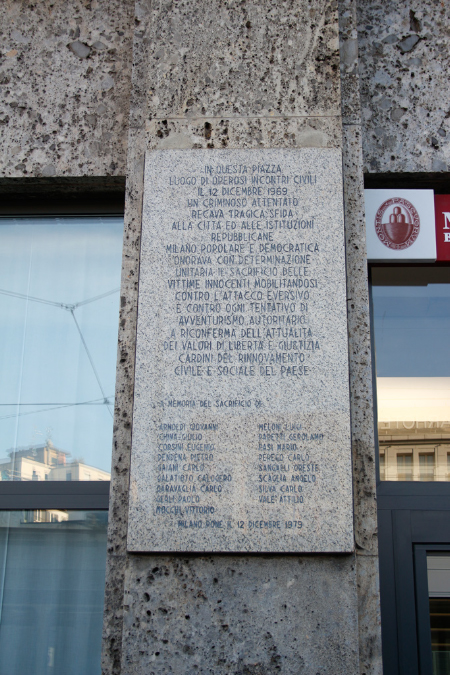 IN QUESTA PIAZZA
LUOGO DI OPEROSI INCONTRI CIVILI
IL 12 DICEMBRE 1969
UN CRIMINOSO ATTENTATO
RECAVA TRAGICA SFIDA
ALLA CITTÀ ED ALLE ISTITUZIONI
REPUBBLICANE
MILANO POPOLARE E DEMOCRATICA
ONORAVA CON DETERMINAZIONE
UNITARIA IL SACRIFICIO DELLE
VITTIME INNOCENTI MOBILITANDOSI
CONTRO L'ATTACCO EVERSIVO
E CONTRO OGNI TENTATIVO DI
AVVENTURISMO AUTORITARIO
A RICONFERMA DELL'ATTUALITÀ
DEI VALORI DI LIBERTÀ E GIUSTIZIA
CARDINI DEL RINNOVAMENTO
CIVILE E SOCIALE DEL PAESE
A MEMORIA DEL SACRIFICIO DI:
ARNOLDI GIOVANNI
CHINA GIULIO
CORSINI EUGENIO
DENDENA PIETRO
GAIANI CARLO
GALATIOTO CALOGERO
GARAVAGLIA CARLO
GERLI PAOLO
MOCCHI VITTORIO
MELONI LUIGI
PAPETTI GEROLAMO
PASI MARIO
PEREGO CARLO
SANGALLI ORESTE
SCAGLIA ANGELO
SILVA CARLO
VALÈ ATTILIO
MILANO POSE IL 12 DICEMBRE 1979